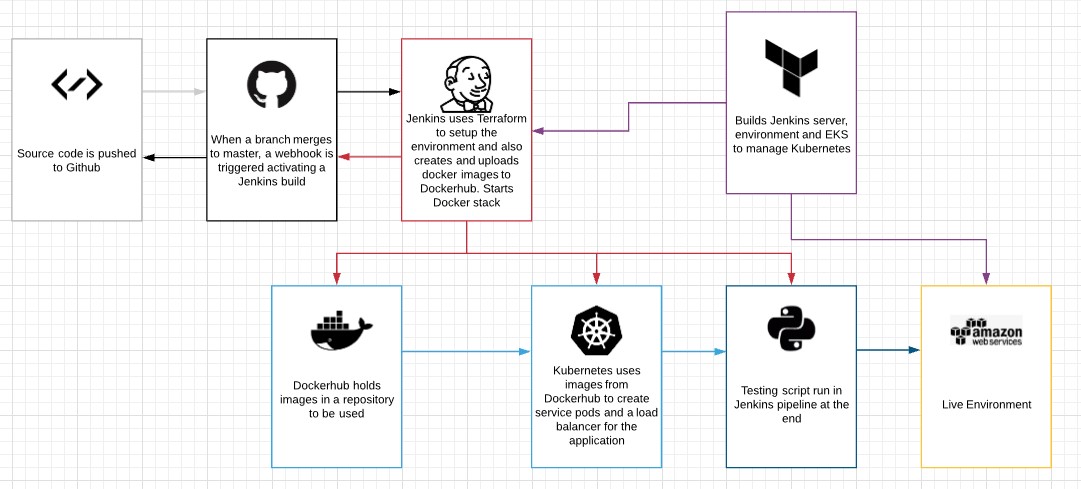 Source code is pushed
to Github
When a branch merges
to master, a webhook is
triggered activating a
Jenkins build
Jenkins uses Terraform
to setup the
environment and also
creates and uploads
docker images to
Dockerhub. Starts
Docker stack
Builds Jenkins server,
environment and EKS
to manage Kubernetes
Dockerhub holds
images in a repository
to be used
Kubernetes uses
images from
Dockerhub to create
service pods and a load
balancer for the
application
Testing script run in
Jenkins pipeline at the
end
amazon
webservices
Live Environment